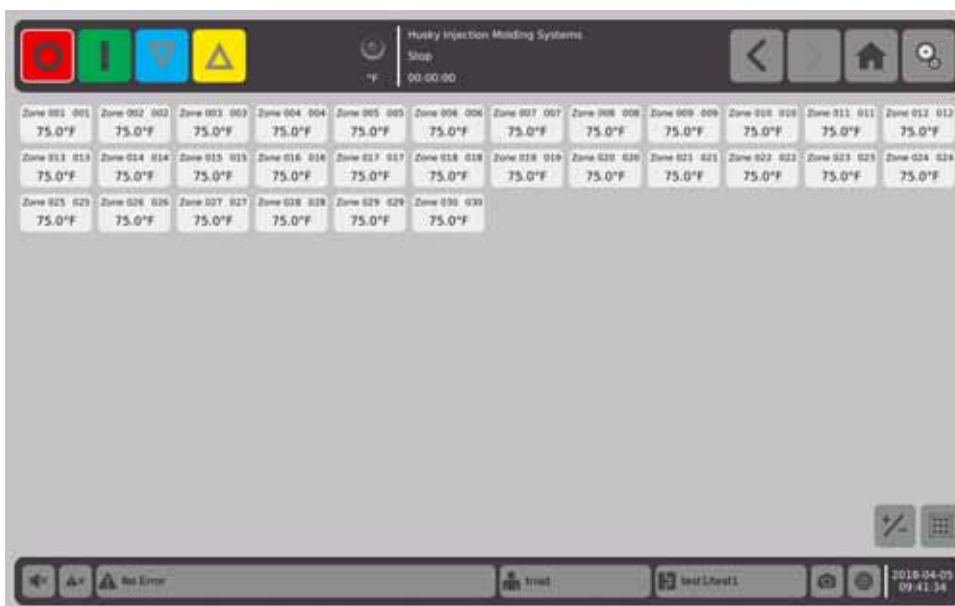 Husky Injection Molding Systems
Stop
°F 00:00:00
Zone 001 001 Zone 002 002 Zone 003 003 Zone 004 004 Zone 005 005 Zone 006 006 Zone 007 007 Zone 008 008 Zone 009 009 Zone 010 010 Zone 011 011 Zone 012 012
75.0°F 75.0°F 75.0°F 75.0°F 75.0°F 75.0°F 75.0°F 75.0°F 75.0°F 75.0°F 75.0°F 75.0°F
Zone 013 013 Zone 014 014 Zone 015 015 Zone 016 016 Zone 017 017 Zone 018 018 Zone 019 019 Zone 020 020 Zone 021 021 Zone 022 022 Zone 023 023 Zone 024 024
75.0°F 75.0°F 75.0°F 75.0°F 75.0°F 75.0°F 75.0°F 75.0°F 75.0°F 75.0°F 75.0°F 75.0°F
Zone 025 025 Zone 026 026 Zone 027 027 Zone 028 028 Zone 029 029 Zone 030 030
75.0°F 75.0°F 75.0°F 75.0°F 75.0°F 75.0°F
+/-
No Error test1/test1 2018-04-05
09:41:34